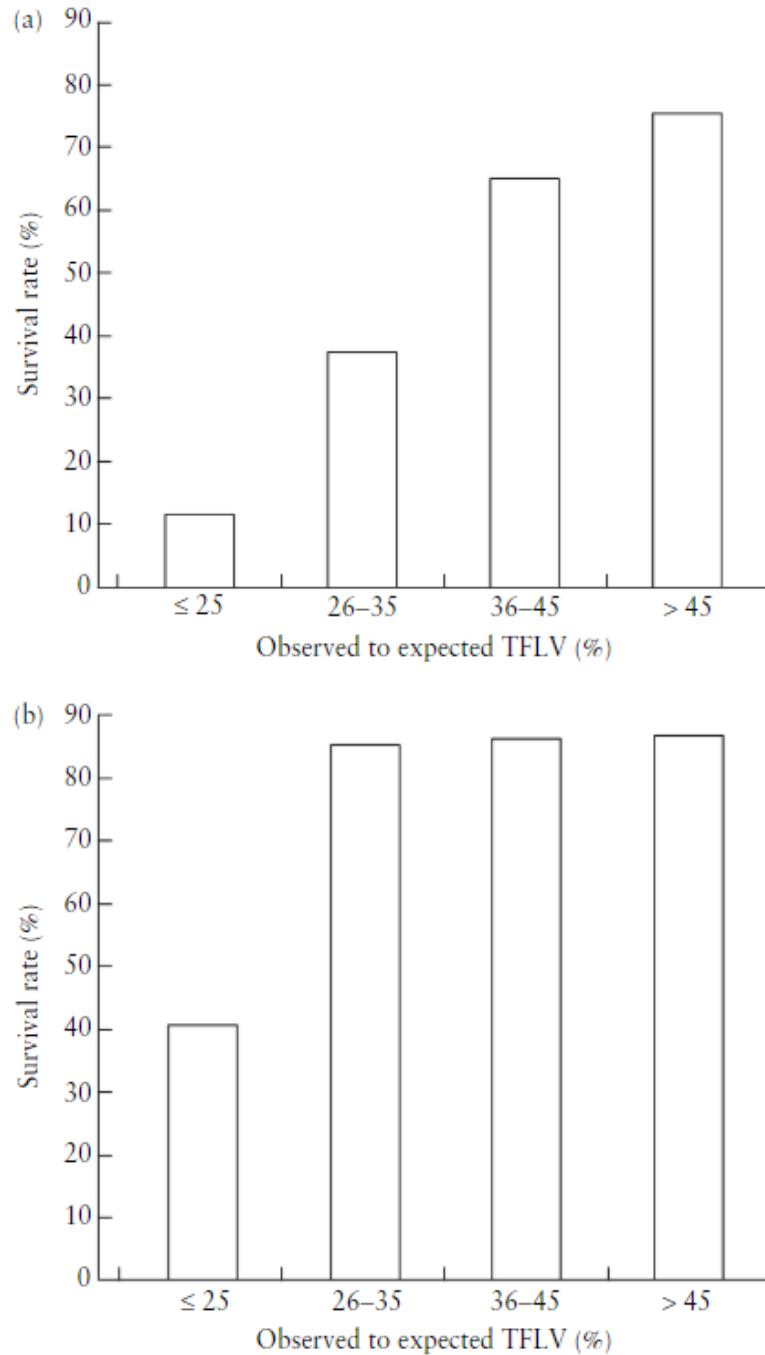 (a)
90
80
70
60
50
40
30
20
10
0
Survival rate (%)
≤ 25 26–35 36–45 > 45
Observed to expected TFLV (%)
(b)
90
80
70
60
50
40
30
20
10
0
Survival rate (%)
≤ 25 26–35 36–45 > 45
Observed to expected TFLV (%)